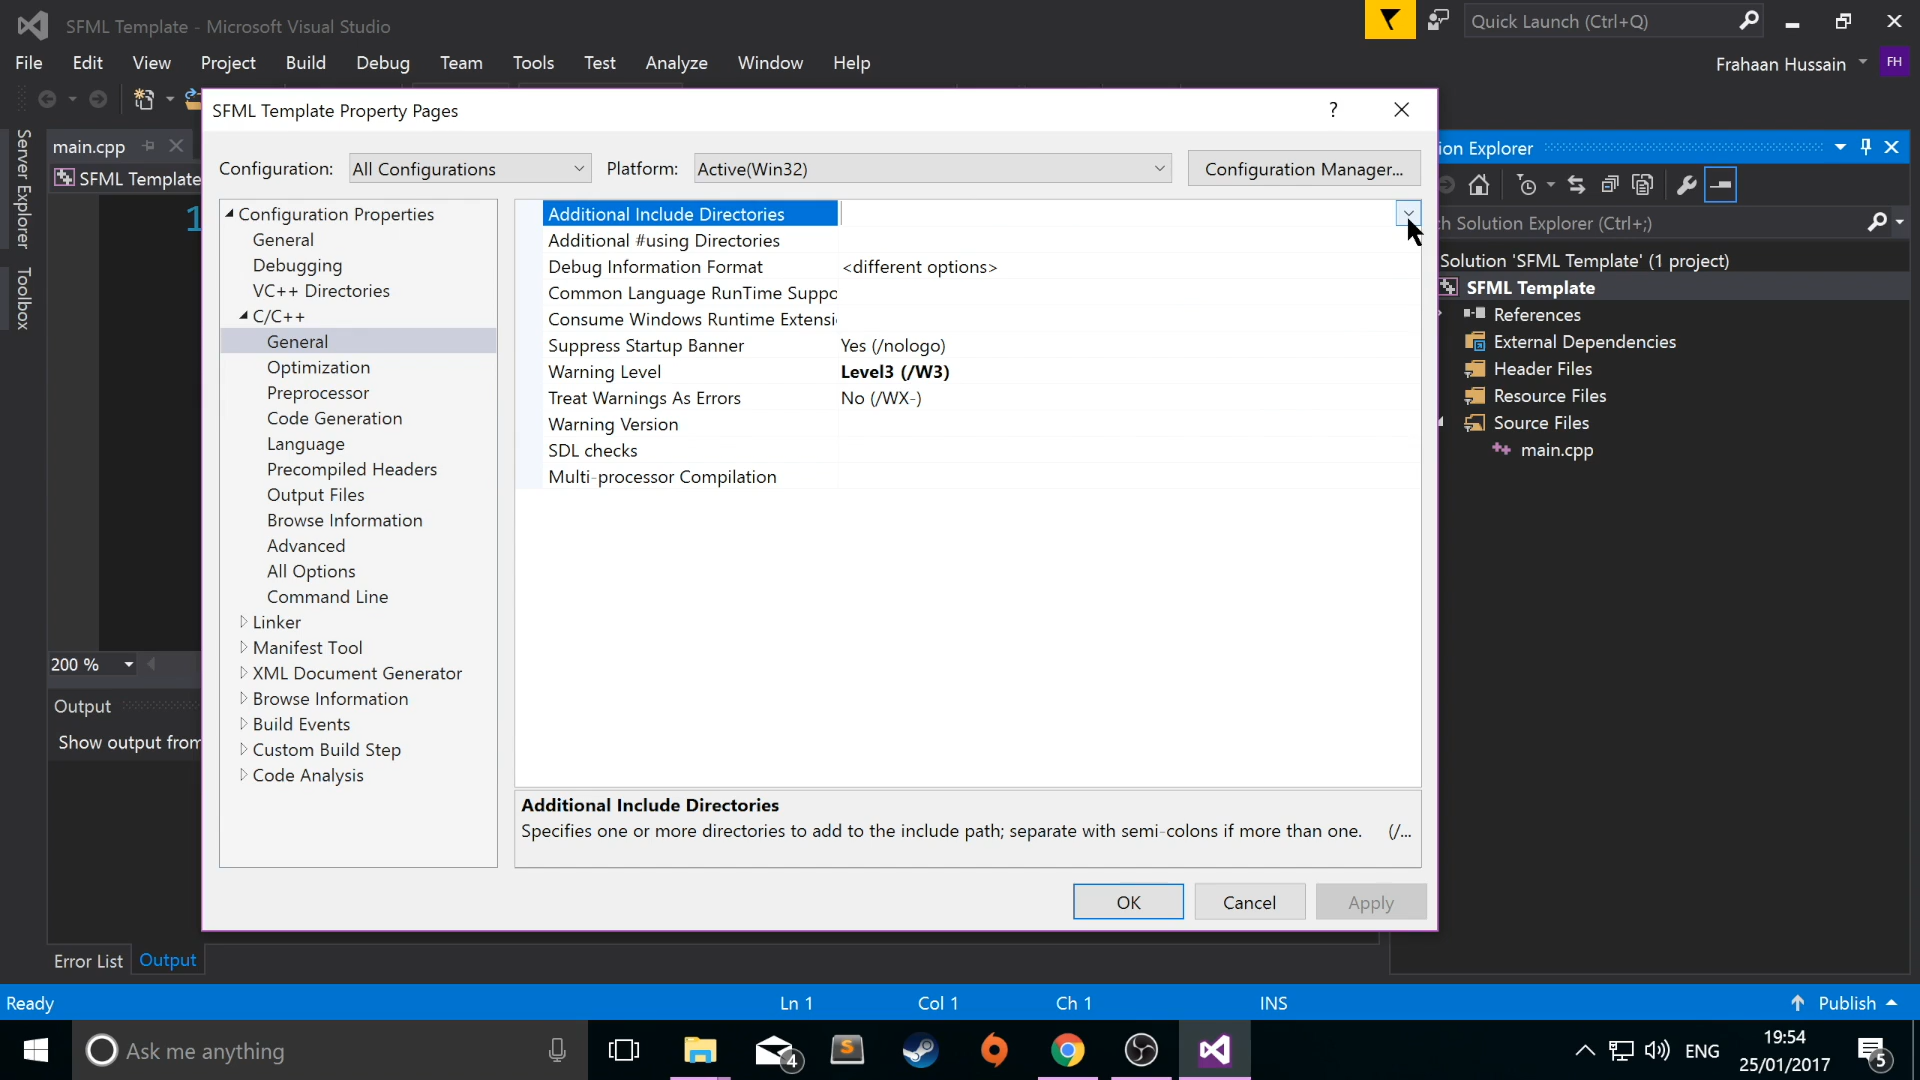 SFML Template - Microsoft Visual Studio
Quick Launch (Ctrl+Q)
File Edit View Project Build Debug Team Tools Test Analyze Window Help
Frahaan Hussain FH
Server Explorer
Toolbox
main.cpp
SFML Template
1
200 %
Output
Show output from
SFML Template Property Pages
?
Configuration: All Configurations Platform: Active(Win32) Configuration Manager...
Configuration Properties
General
Debugging
VC++ Directories
C/C++
General
Optimization
Preprocessor
Code Generation
Language
Precompiled Headers
Output Files
Browse Information
Advanced
All Options
Command Line
Linker
Manifest Tool
XML Document Generator
Browse Information
Build Events
Custom Build Step
Code Analysis
Additional Include Directories
Additional #using Directories
Debug Information Format <different options>
Common Language RunTime Suppo
Consume Windows Runtime Extensi
Suppress Startup Banner Yes (/nologo)
Warning Level Level3 (/W3)
Treat Warnings As Errors No (/WX-)
Warning Version
SDL checks
Multi-processor Compilation
Additional Include Directories
Specifies one or more directories to add to the include path; separate with semi-colons if more than one. (/...
OK Cancel Apply
ion Explorer
ch Solution Explorer (Ctrl+;)
Solution 'SFML Template' (1 project)
SFML Template
References
External Dependencies
Header Files
Resource Files
Source Files
main.cpp
Error List Output
Ready Ln 1 Col 1 Ch 1 INS Publish
Ask me anything
4
S
ENG
19:54
25/01/2017
5